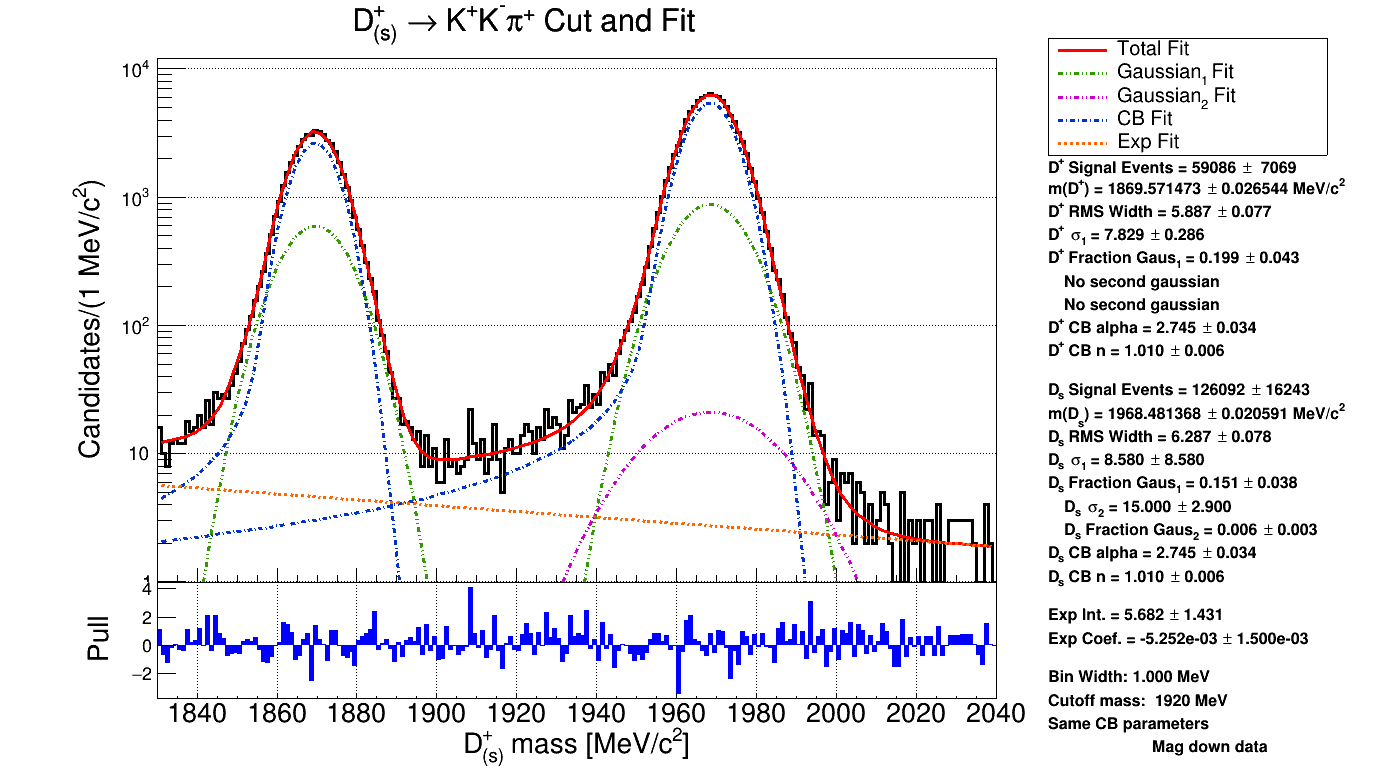 D⁺₍ₛ₎ → K⁺K⁻π⁺ Cut and Fit
Candidates/(1 MeV/c²)
10⁴
10³
10²
10
1
Pull
4
2
0
−2
1840 1860 1880 1900 1920 1940 1960 1980 2000 2020 2040
D⁺₍ₛ₎ mass [MeV/c²]
Total Fit
Gaussian₁ Fit
Gaussian₂ Fit
CB Fit
Exp Fit
D⁺ Signal Events = 59086 ± 7069
m(D⁺) = 1869.571473 ± 0.026544 MeV/c²
D⁺ RMS Width = 5.887 ± 0.077
D⁺ σ₁ = 7.829 ± 0.286
D⁺ Fraction Gaus₁ = 0.199 ± 0.043
No second gaussian
No second gaussian
D⁺ CB alpha = 2.745 ± 0.034
D⁺ CB n = 1.010 ± 0.006
Dₛ Signal Events = 126092 ± 16243
m(Dₛ) = 1968.481368 ± 0.020591 MeV/c²
Dₛ RMS Width = 6.287 ± 0.078
Dₛ σ₁ = 8.580 ± 8.580
Dₛ Fraction Gaus₁ = 0.151 ± 0.038
Dₛ σ₂ = 15.000 ± 2.900
Dₛ Fraction Gaus₂ = 0.006 ± 0.003
Dₛ CB alpha = 2.745 ± 0.034
Dₛ CB n = 1.010 ± 0.006
Exp Int. = 5.682 ± 1.431
Exp Coef. = -5.252e-03 ± 1.500e-03
Bin Width: 1.000 MeV
Cutoff mass: 1920 MeV
Same CB parameters
Mag down data